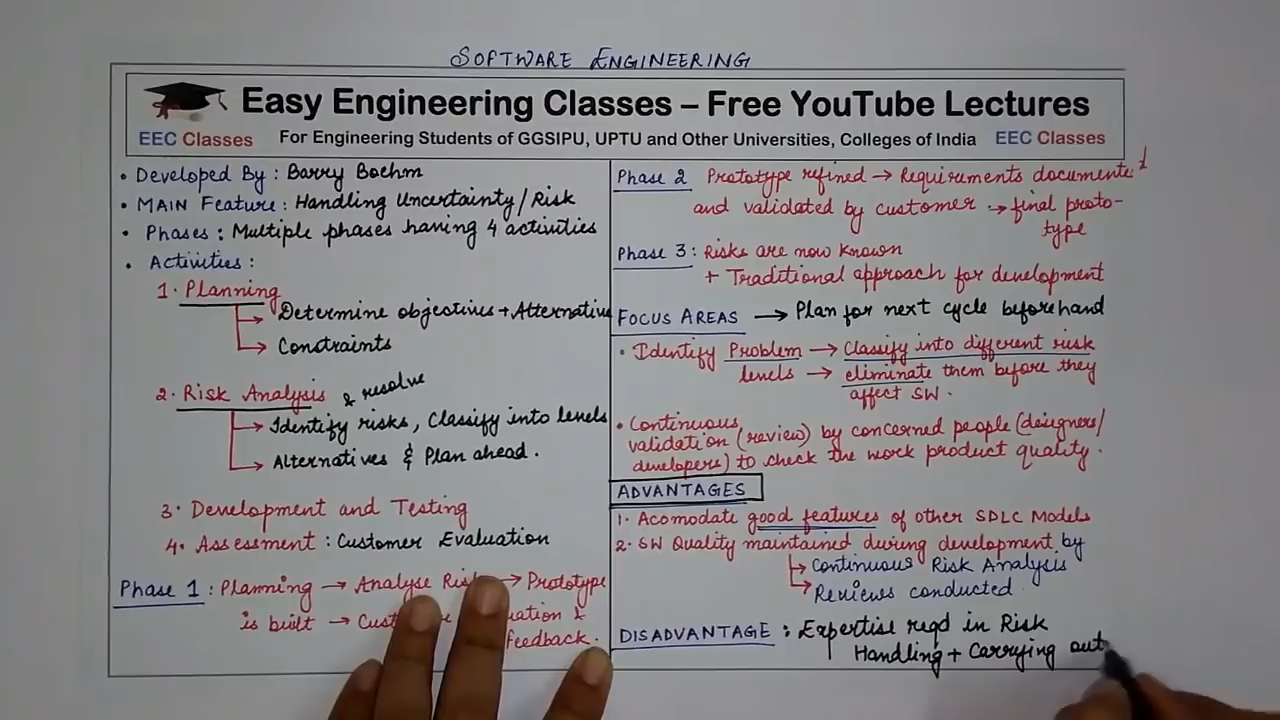 SOFTWARE ENGINEERING
Easy Engineering Classes – Free YouTube Lectures
EEC Classes For Engineering Students of GGSIPU, UPTU and Other Universities, Colleges of India EEC Classes
• Developed By : Barry Boehm
• MAIN Feature : Handling Uncertainty/Risk
• Phases : Multiple phases having 4 activities
• Activities :
1. Planning
Determine objectives + Alternative
Constraints
2. Risk Analysis & resolve
Identify risks, Classify into levels
Alternatives & Plan ahead.
3. Development and Testing
4. Assessment : Customer Evaluation
Phase 1 : Planning → Analyse → Prototype
is built → &
feedback.
Phase 2 Prototype refined → Requirements documented
and validated by customer → final proto-
type
Phase 3 : Risks are now known
+ Traditional approach for development
FOCUS AREAS → Plan for next cycle beforehand
• Identify Problem → Classify into different risk
levels → eliminate them before they
affect SW.
• Continuous
validation (review) by concerned people (designers/
developers) to check the work product quality.
ADVANTAGES
1. Acomodate good features of other SDLC Models
2. SW Quality maintained during development by
Continuous Risk Analysis
Reviews conducted
DISADVANTAGE : Expertise reqd in Risk
Handling + Carrying out